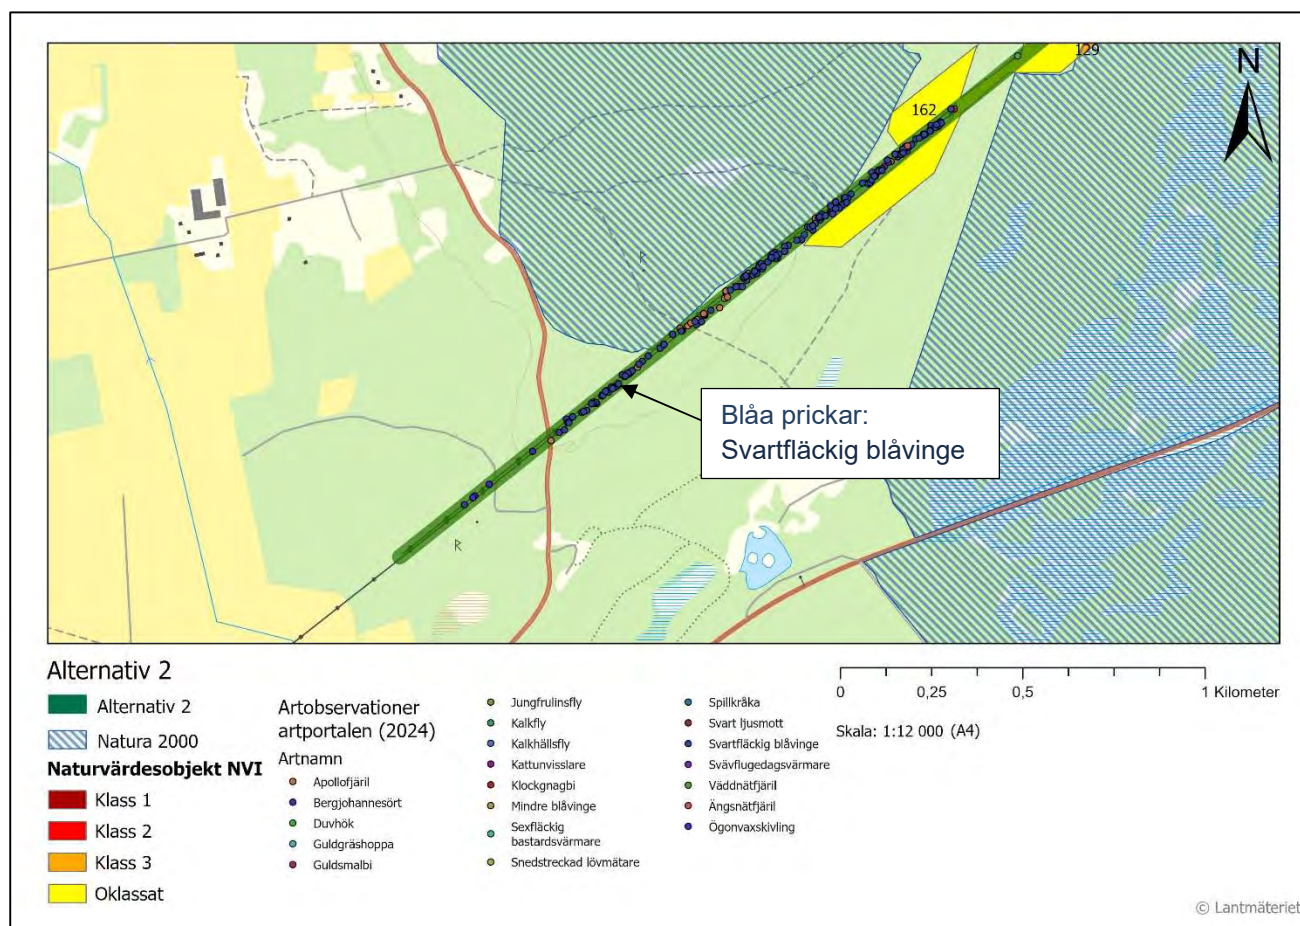 129
N
162
R
Blåa prickar:
Svartfläckig blåvinge
R
Alternativ 2
Alternativ 2
Natura 2000
Naturvärdesobjekt NVI
Klass 1
Klass 2
Klass 3
Oklassat
Artobservationer
artportalen (2024)
Artnamn
Apollofjäril
Bergjohannesört
Duvhök
Guldgräshoppa
Guldsmalbi
Jungfrulinsfly
Kalkfly
Kalkhällsfly
Kattunvisslare
Klockgnagbi
Mindre blåvinge
Sexfläckig
bastardsvärmare
Snedstreckad lövmätare
Spillkråka
Svart ljusmott
Svartfläckig blåvinge
Svävflugedagsvärmare
Väddnätfjäril
Ängsnätfjäril
Ögonvaxskivling
0 0,25 0,5 1 Kilometer
Skala: 1:12 000 (A4)
© Lantmäteriet